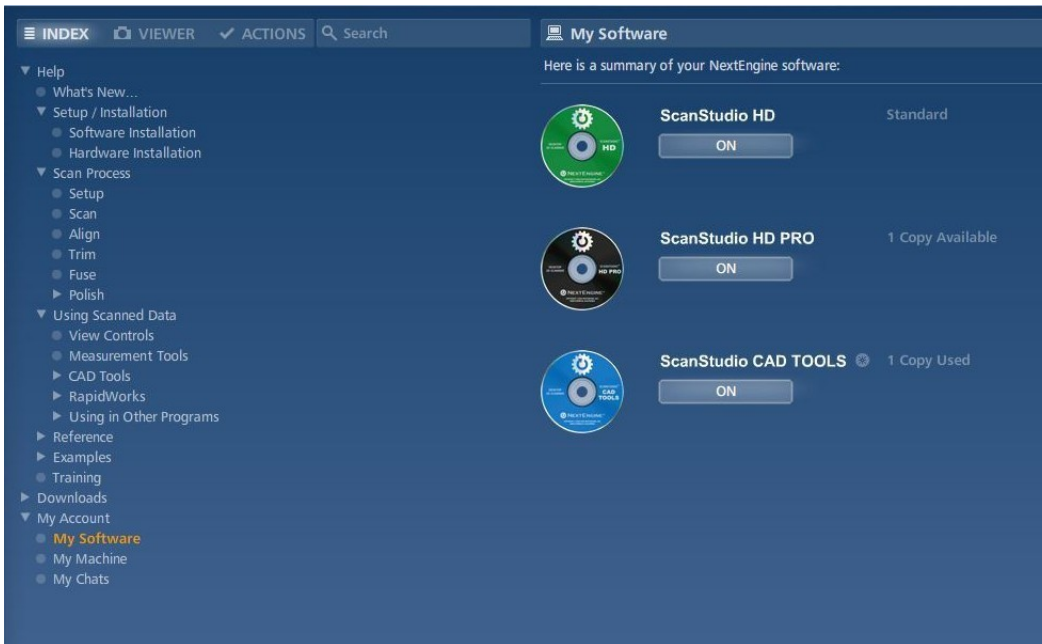 INDEX VIEWER ACTIONS Search
Help
What's New...
Setup / Installation
Software Installation
Hardware Installation
Scan Process
Setup
Scan
Align
Trim
Fuse
Polish
Using Scanned Data
View Controls
Measurement Tools
CAD Tools
RapidWorks
Using in Other Programs
Reference
Examples
Training
Downloads
My Account
My Software
My Machine
My Chats
My Software
Here is a summary of your NextEngine software:
HD
NEXTENGINE
ScanStudio HD Standard
ON
HD PRO
NEXTENGINE
ScanStudio HD PRO 1 Copy Available
ON
CAD
TOOLS
NEXTENGINE
ScanStudio CAD TOOLS 1 Copy Used
ON